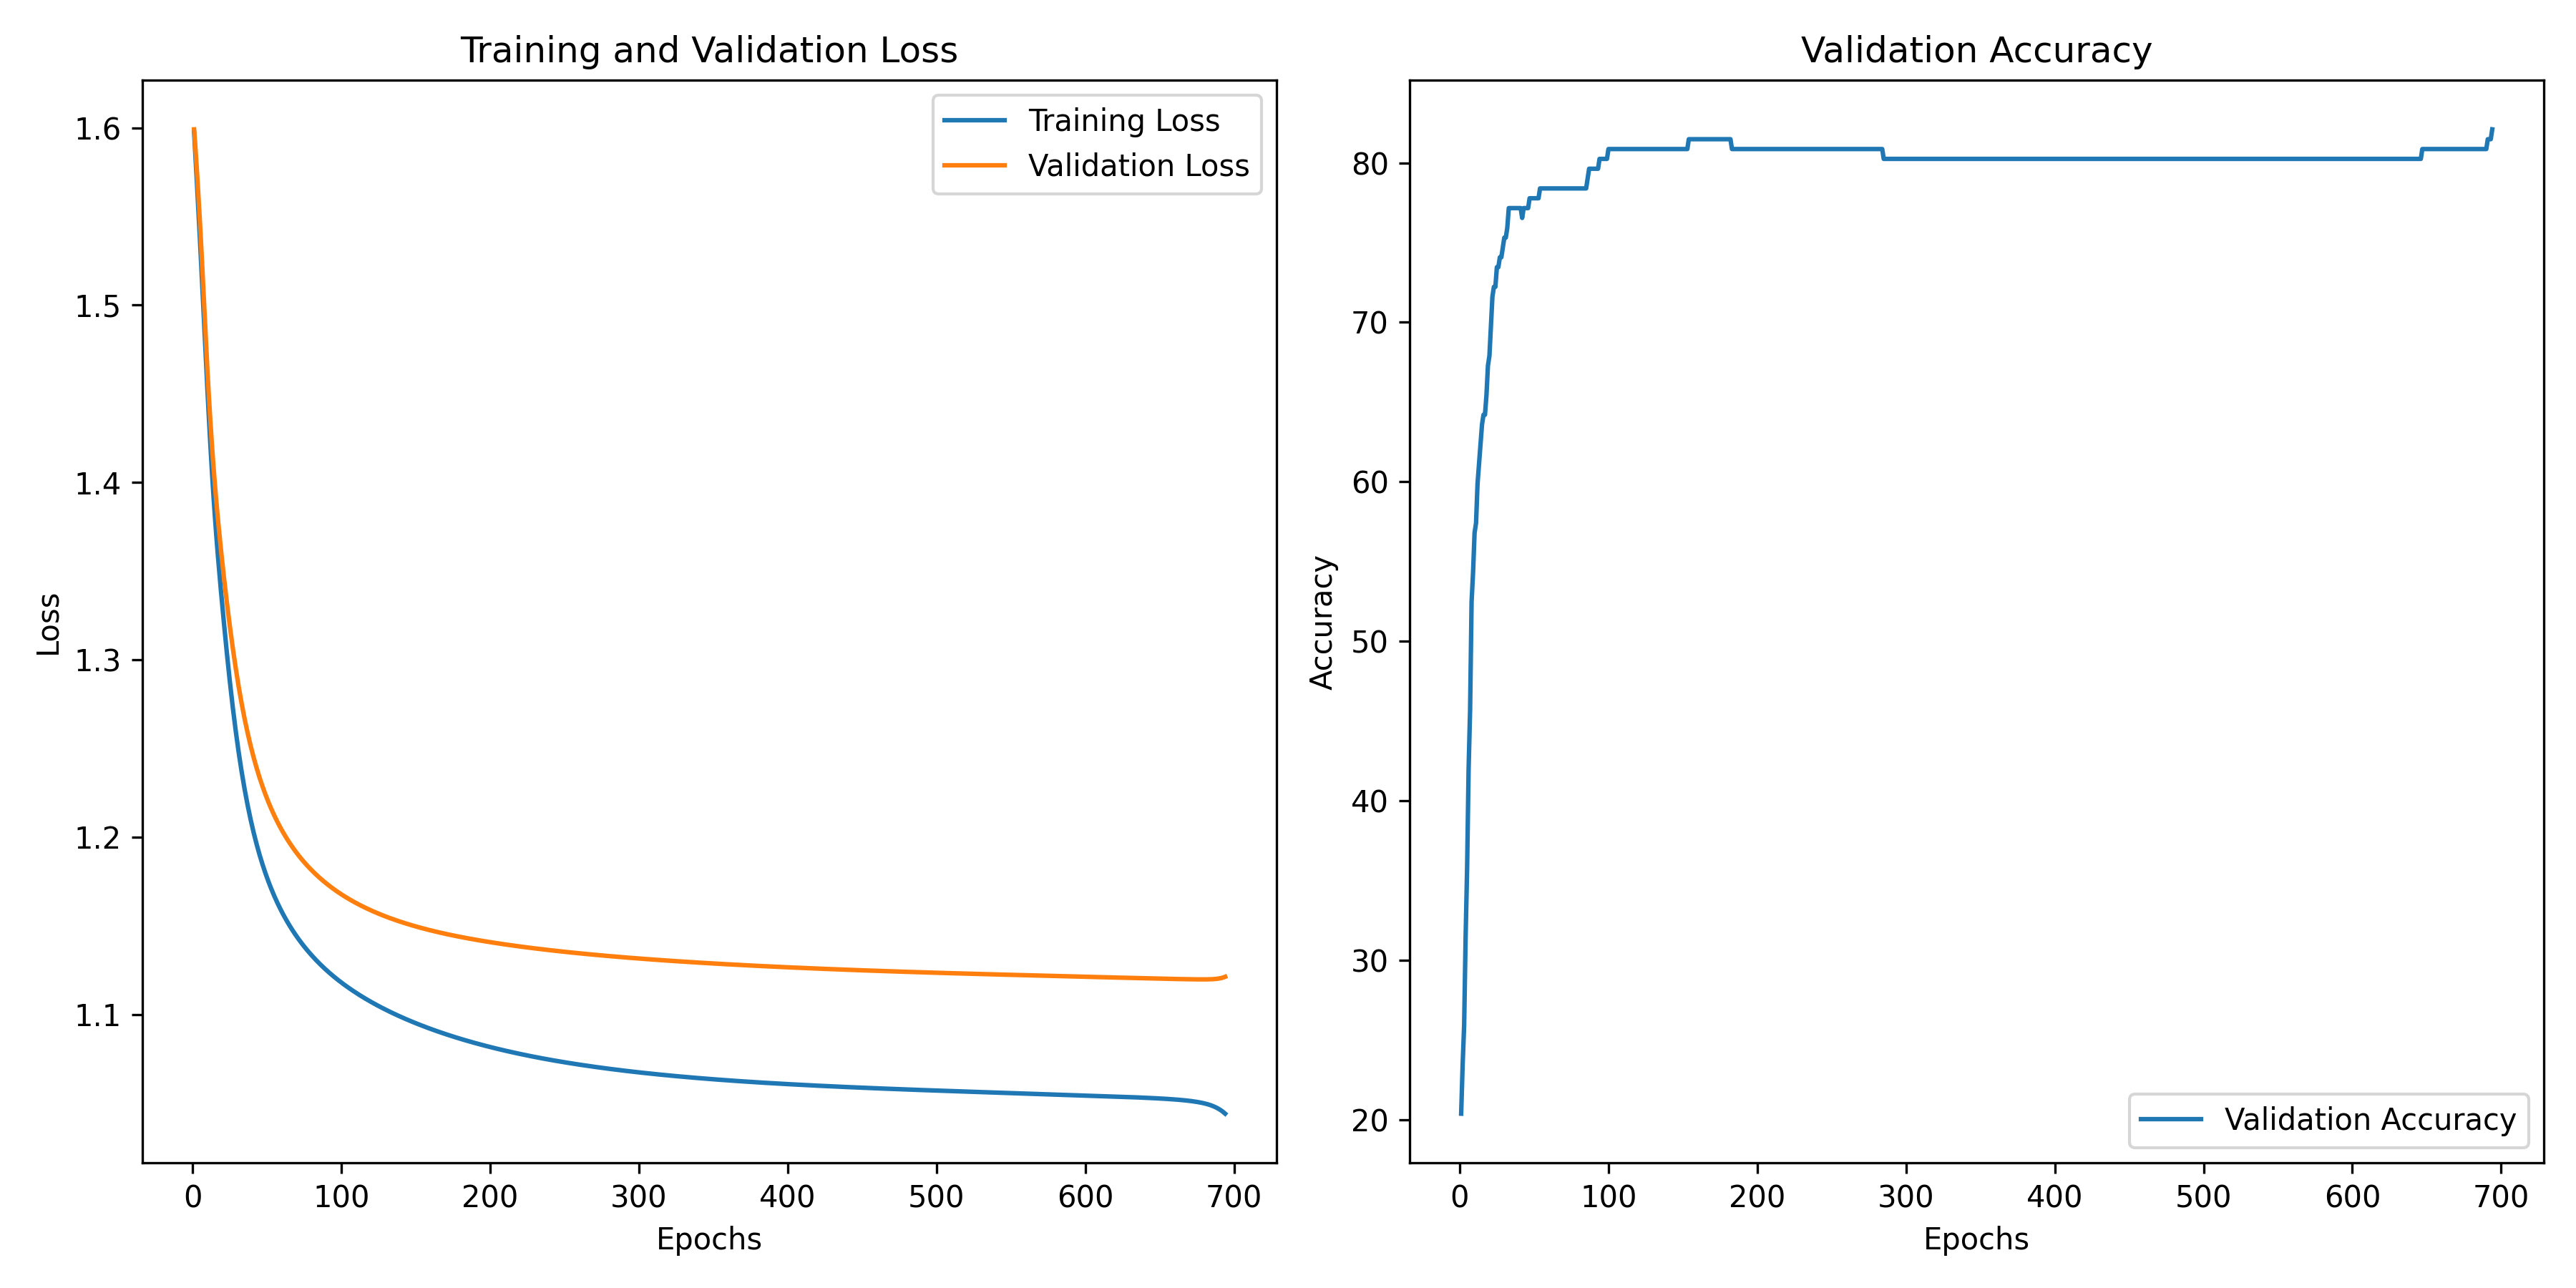 Training and Validation Loss
Training Loss
Validation Loss
1.6
1.5
1.4
1.3
1.2
1.1
Loss
0 100 200 300 400 500 600 700
Epochs
Validation Accuracy
80
70
60
50
40
30
20
Accuracy
Validation Accuracy
0 100 200 300 400 500 600 700
Epochs